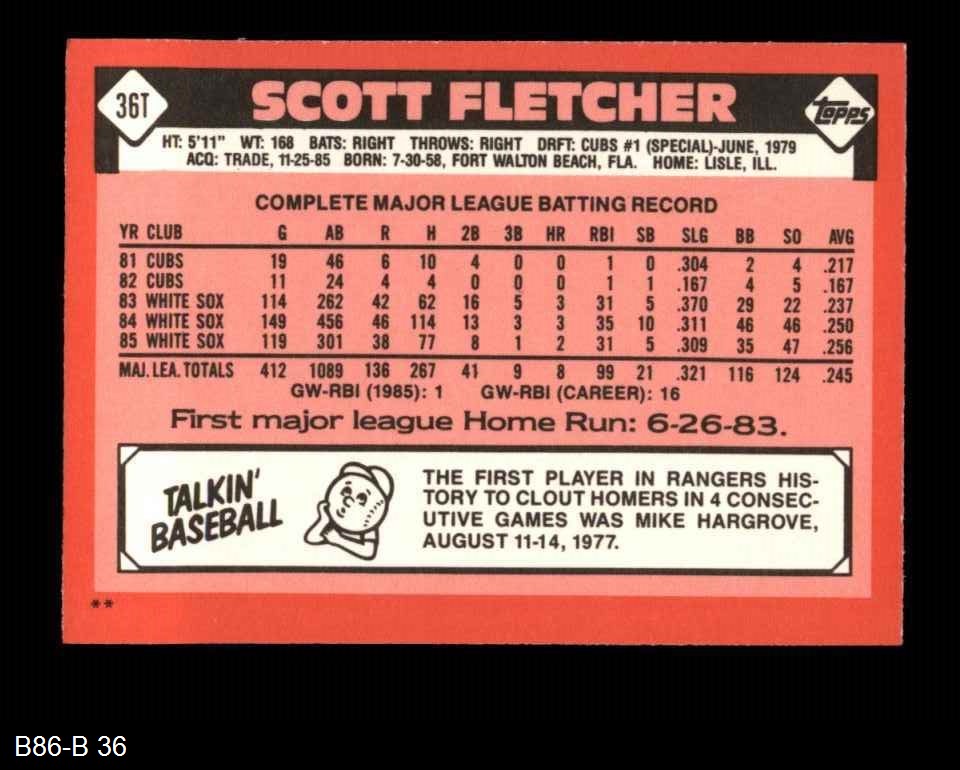 36T
SCOTT FLETCHER
topps
HT: 5'11" WT: 168 BATS: RIGHT THROWS: RIGHT DRFT: CUBS #1 (SPECIAL)-JUNE, 1979
ACQ: TRADE, 11-25-85 BORN: 7-30-58, FORT WALTON BEACH, FLA. HOME: LISLE, ILL.
COMPLETE MAJOR LEAGUE BATTING RECORD
YR CLUB G AB R H 2B 3B HR RBI SB SLG BB SO AVG
81 CUBS 19 46 6 10 4 0 0 1 0 .304 2 4 .217
82 CUBS 11 24 4 4 0 0 0 1 1 .167 4 5 .167
83 WHITE SOX 114 262 42 62 16 5 3 31 5 .370 29 22 .237
84 WHITE SOX 149 456 46 114 13 3 3 35 10 .311 46 46 .250
85 WHITE SOX 119 301 38 77 8 1 2 31 5 .309 35 47 .256
MAJ. LEA. TOTALS 412 1089 136 267 41 9 8 99 21 .321 116 124 .245
GW-RBI (1985): 1 GW-RBI (CAREER): 16
First major league Home Run: 6-26-83.
TALKIN'
BASEBALL
THE FIRST PLAYER IN RANGERS HIS-
TORY TO CLOUT HOMERS IN 4 CONSEC-
UTIVE GAMES WAS MIKE HARGROVE,
AUGUST 11-14, 1977.
**
B86-B 36